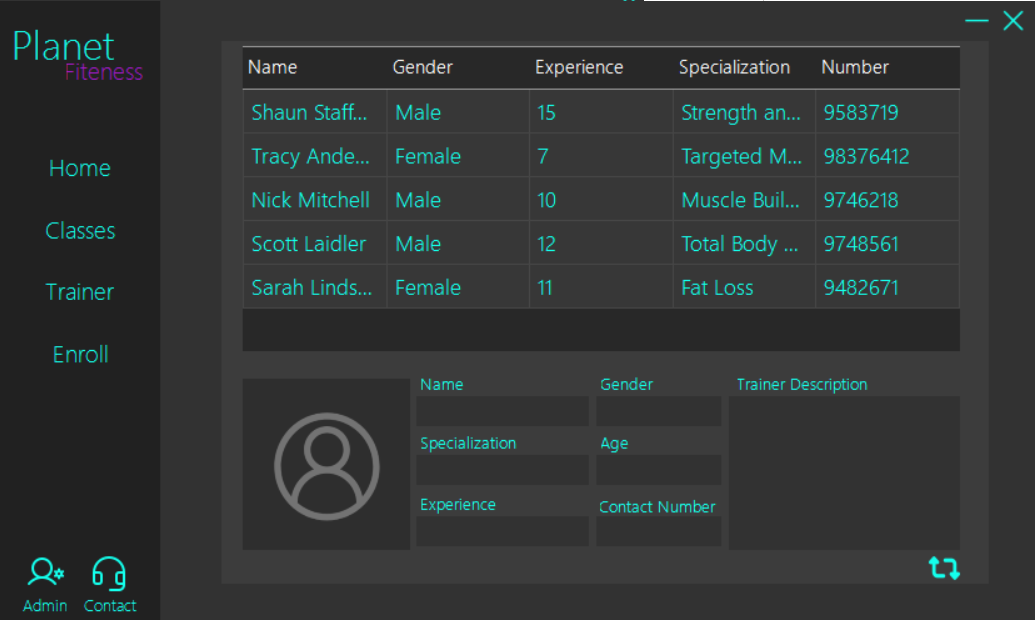 Planet
Fiteness
Home
Classes
Trainer
Enroll
Admin Contact
Name Gender Experience Specialization Number
Shaun Staff... Male 15 Strength an... 9583719
Tracy Ande... Female 7 Targeted M... 98376412
Nick Mitchell Male 10 Muscle Buil... 9746218
Scott Laidler Male 12 Total Body ... 9748561
Sarah Linds... Female 11 Fat Loss 9482671
Name Gender Trainer Description
Specialization Age
Experience Contact Number